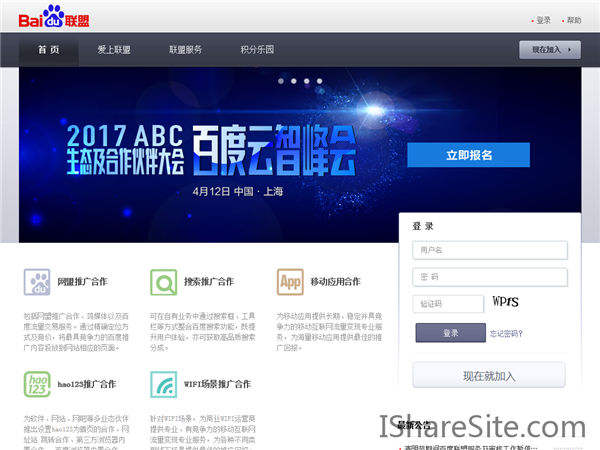 Bai du 联盟
登录
帮助
首 页
爱上联盟
联盟服务
积分乐园
现在加入
2017 ABC
生态及合作伙伴大会
百度云智峰会
4月12日 中国·上海
立即报名
登 录
用户名
密 码
验证码
WPfS
登录
忘记密码?
现在就加入
网盟推广合作
包括网盟推广合作、鸿媒体以及百
度流量交易服务。通过精确定位方
式及竞价，将最具竞争力的百度推
广内容投放到网站相应的页面。
搜索推广合作
可在自有业务中通过搜索框、工具
栏等方式整合百度搜索功能，既提
升用户体验，亦可获取高品质搜索
分成。
App
移动应用合作
为移动应用提供长期、稳定并具竞
争力的移动互联网流量变现专业服
务，为海量移动应用提供最佳的推
广回报。
hao123
hao123推广合作
为软件、网站、网吧等多业态伙伴
推出设置hao123为首页的合作、网
址站 跳转合作、第三方浏览器内
WIFI场景推广合作
针对WIFI场景，为商业WIFI运营商
提供专业、有竞争力的移动互联网
流量变现专业服务，为各种不同类
最新公告
IShareSite.com